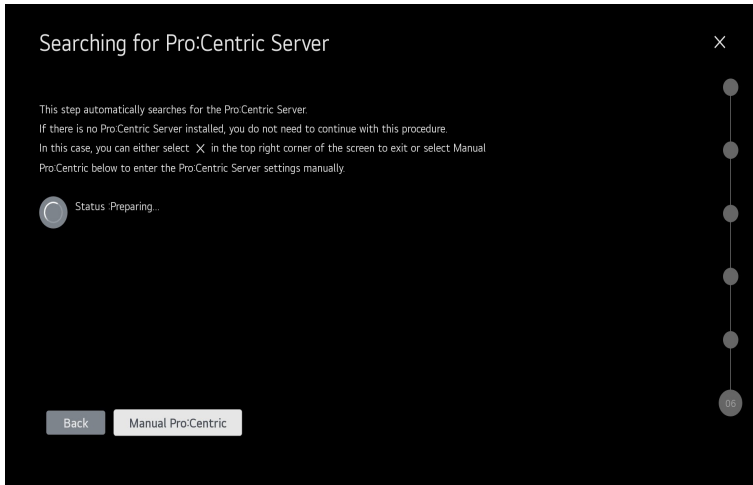 Searching for Pro:Centric Server
This step automatically searches for the Pro:Centric Server.
If there is no Pro:Centric Server installed, you do not need to continue with this procedure.
In this case, you can either select ✕ in the top right corner of the screen to exit or select Manual
Pro:Centric below to enter the Pro:Centric Server settings manually.
Status :Preparing...
06
Back
Manual Pro:Centric